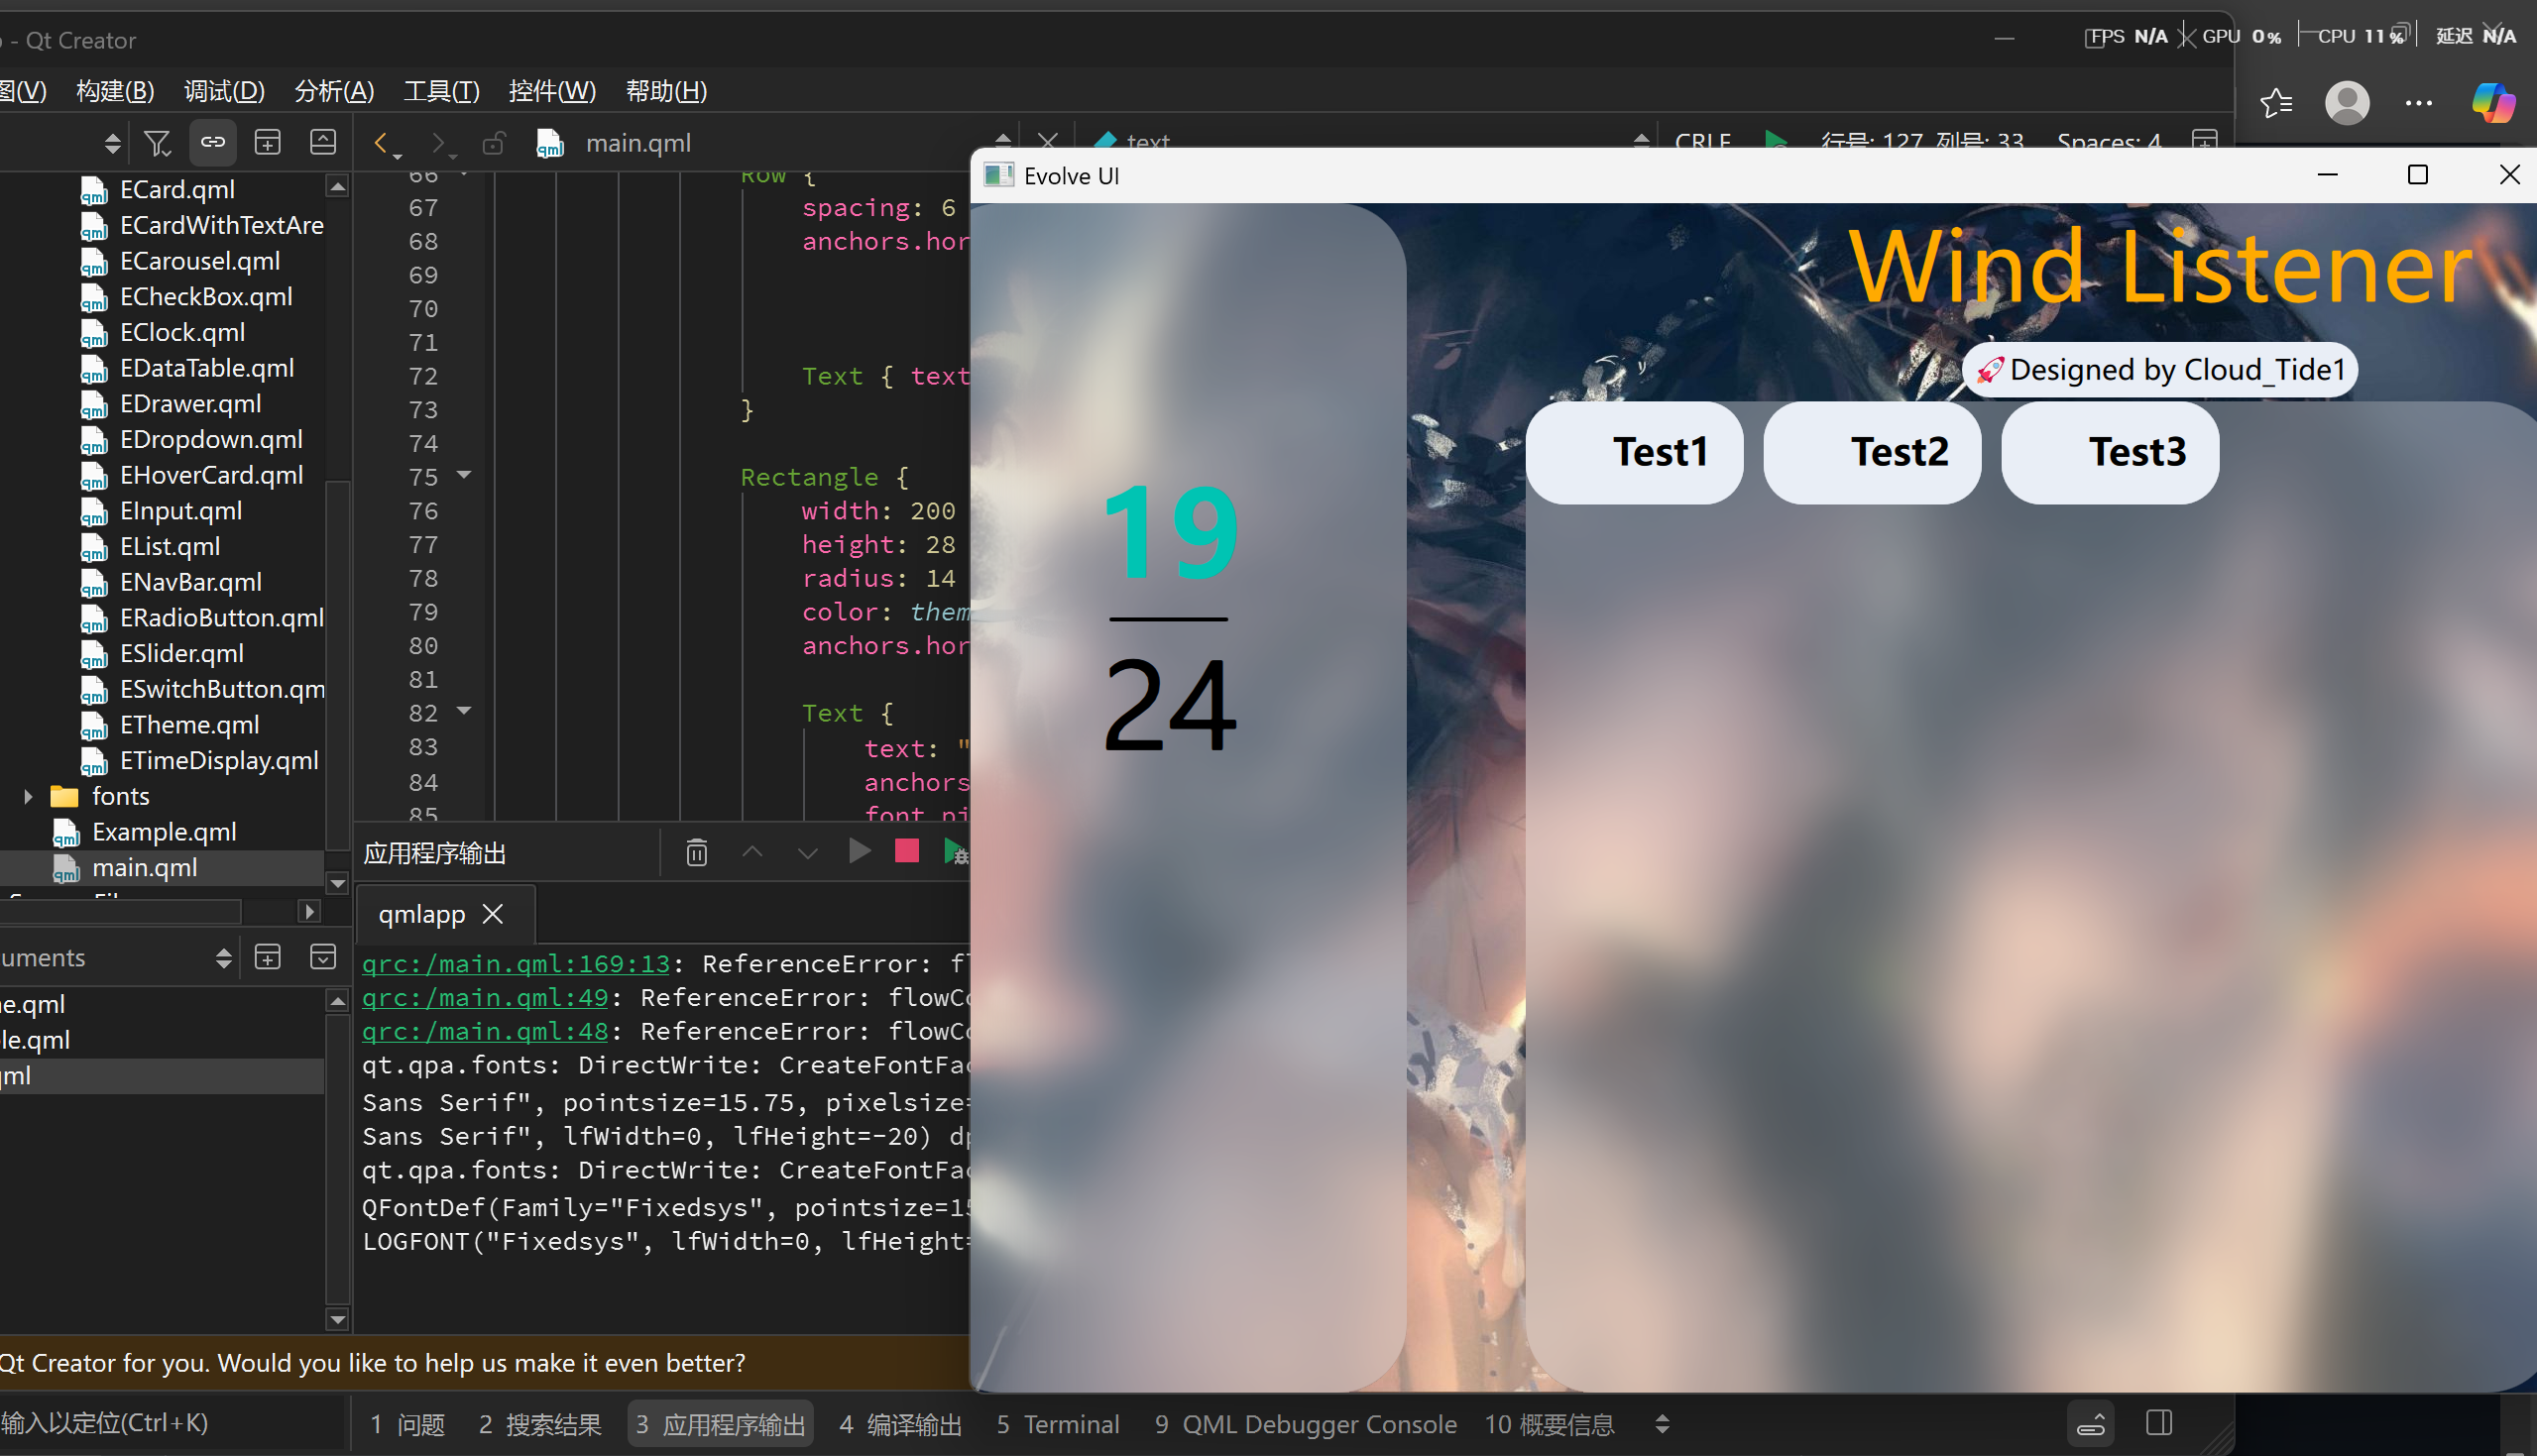 - Qt Creator
FPS N/A GPU 0% CPU 11% 延迟 N/A
图(V) 构建(B) 调试(D) 分析(A) 工具(T) 控件(W) 帮助(H)
main.qml
text
CRLF
行号: 127, 列号: 33
Spaces: 4
ECard.qml
ECardWithTextAre
ECarousel.qml
ECheckBox.qml
EClock.qml
EDataTable.qml
EDrawer.qml
EDropdown.qml
EHoverCard.qml
EInput.qml
EList.qml
ENavBar.qml
ERadioButton.qml
ESlider.qml
ESwitchButton.qm
ETheme.qml
ETimeDisplay.qml
fonts
Example.qml
main.qml
uments
e.qml
le.qml
qml
66 Row {
67 spacing: 6
68 anchors.hor
69
70
71
72 Text { text
73 }
74
75 Rectangle {
76 width: 200
77 height: 28
78 radius: 14
79 color: them
80 anchors.hor
81
82 Text {
83 text: "
84 anchors
85 font.pi
应用程序输出
qmlapp
qrc:/main.qml:169:13: ReferenceError: fl
qrc:/main.qml:49: ReferenceError: flowCo
qrc:/main.qml:48: ReferenceError: flowCo
qt.qpa.fonts: DirectWrite: CreateFontFac
Sans Serif", pointsize=15.75, pixelsize=
Sans Serif", lfWidth=0, lfHeight=-20) dp
qt.qpa.fonts: DirectWrite: CreateFontFac
QFontDef(Family="Fixedsys", pointsize=15
LOGFONT("Fixedsys", lfWidth=0, lfHeight=
Evolve UI
Wind Listener
🚀Designed by Cloud_Tide1
Test1
Test2
Test3
19
24
Qt Creator for you. Would you like to help us make it even better?
输入以定位(Ctrl+K)
1 问题 2 搜索结果 3 应用程序输出 4 编译输出 5 Terminal 9 QML Debugger Console 10 概要信息